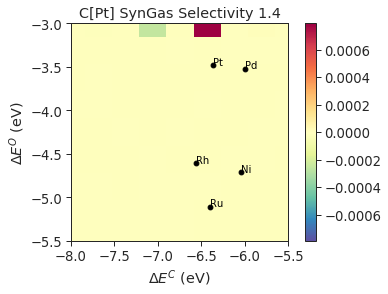 C[Pt] SynGas Selectivity 1.4
−3.0
−3.5
−4.0
−4.5
−5.0
−5.5
ΔE^O (eV)
Pt
Pd
Rh
Ni
Ru
−8.0 −7.5 −7.0 −6.5 −6.0 −5.5
ΔE^C (eV)
0.0006
0.0004
0.0002
0.0000
−0.0002
−0.0004
−0.0006